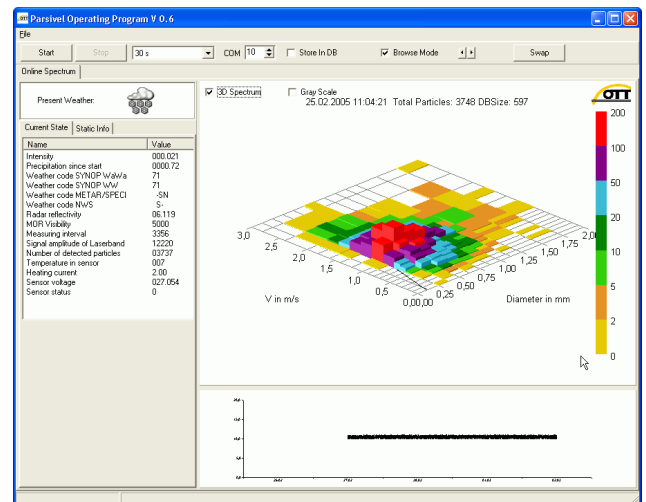 Parsivel Operating Program V 0.6
File
Start Stop 30 s COM 10 Store In DB Browse Mode Swap
Online Spectrum
Present Weather:
3D Spectrum Gray Scale
25.02.2005 11:04:21 Total Particles: 3748 DBSize: 597
OTT
Current State Static Info
Name Value
Intensity 000.021
Precipitation since start 0000.72
Weather code SYNOP WaWa 71
Weather code SYNOP WW 71
Weather code METAR/SPECI -SN
Weather code NWS S-
Radar reflectivity 06.119
MOR Visibility 5000
Measuring interval 3356
Signal amplitude of Laserband 12220
Number of detected particles 03737
Temperature in sensor 007
Heating current 2.00
Sensor voltage 027.054
Sensor status 0
200
100
50
20
10
5
2
0
3,0
2,5
2,0
1,5
1,0
0,5
0,00,00
0,25
0,50
0,75
1,00
1,25
1,50
1,75
2,0
V in m/s
Diameter in mm